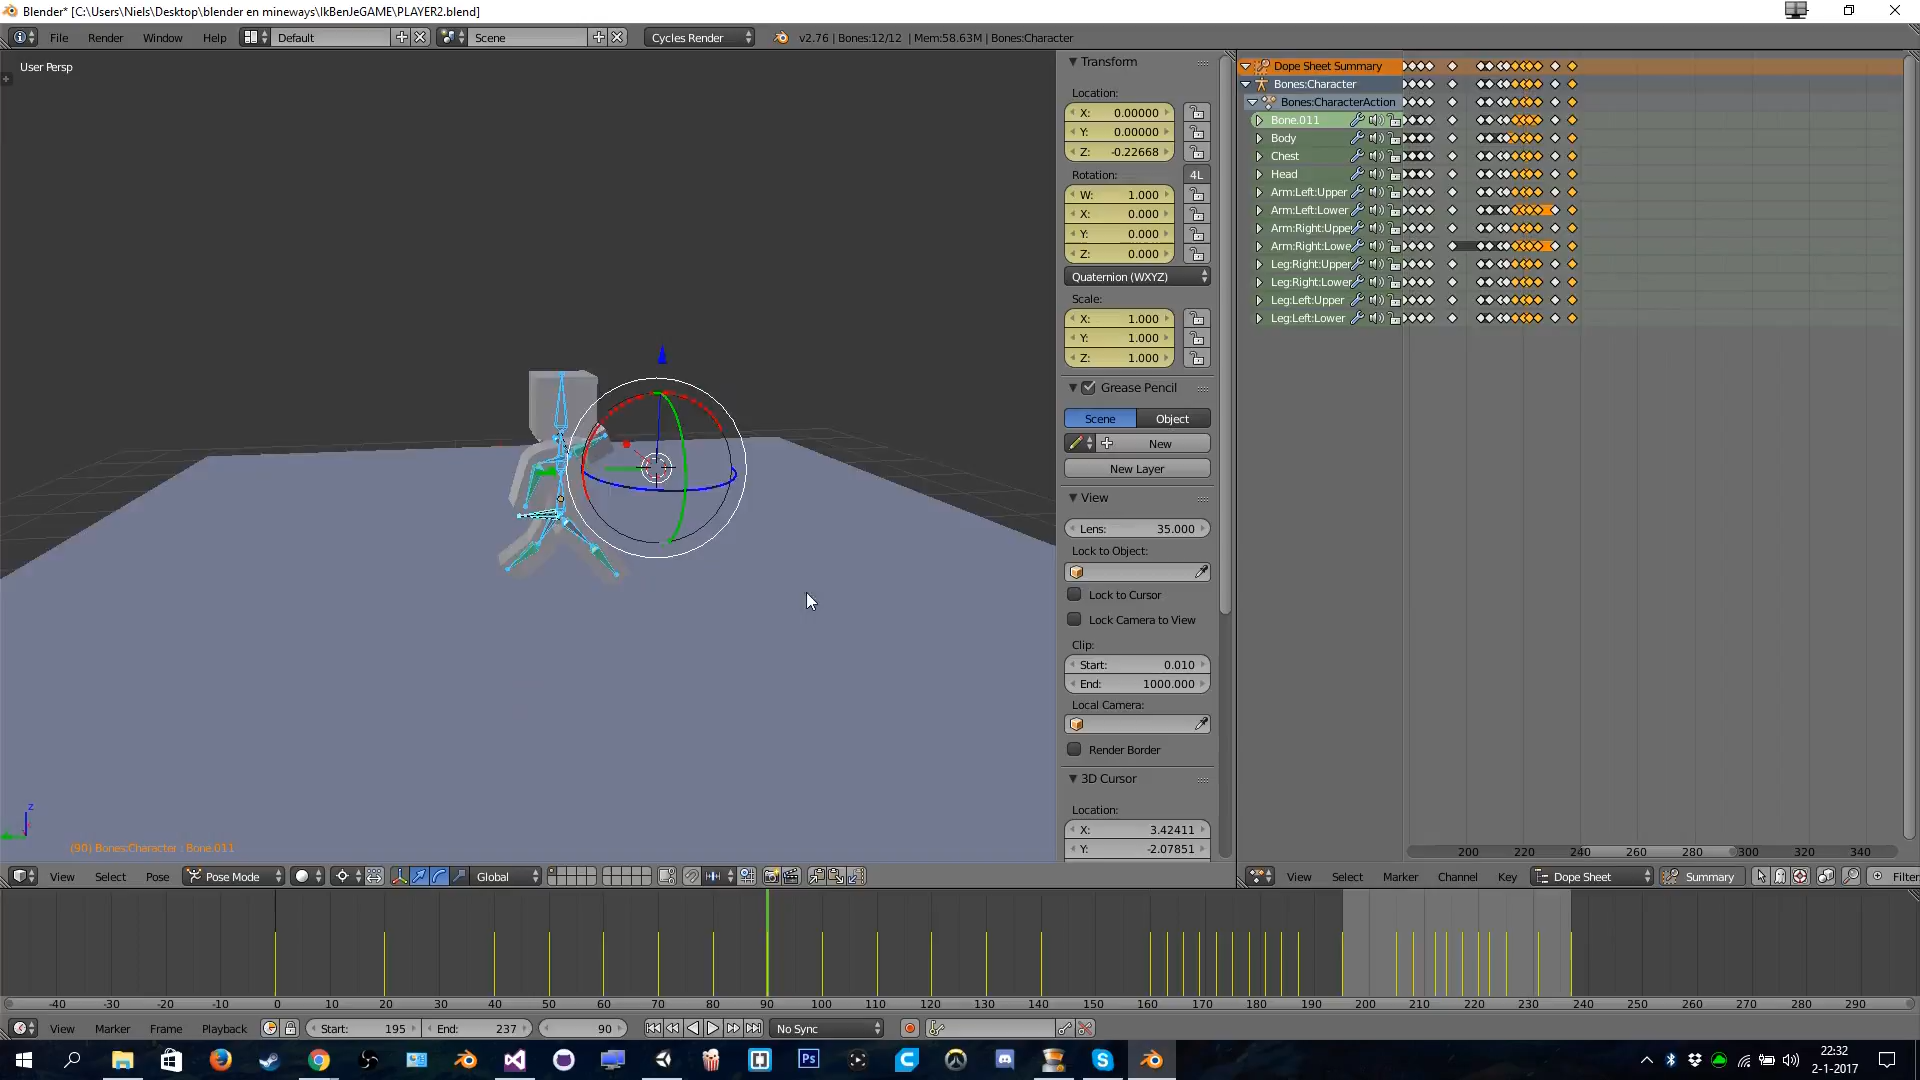 Blender* [C:\Users\Niels\Desktop\blender en mineways\IkBenJeGAME\PLAYER2.blend]
File Render Window Help Default Scene Cycles Render v2.76 | Bones:12/12 | Mem:58.63M | Bones:Character
User Persp
(90) Bones:Character : Bone.011
z
Transform
Location:
X: 0.00000
Y: 0.00000
Z: -0.22668
Rotation: 4L
W: 1.000
X: 0.000
Y: 0.000
Z: 0.000
Quaternion (WXYZ)
Scale:
X: 1.000
Y: 1.000
Z: 1.000
Grease Pencil
Scene Object
New
New Layer
View
Lens: 35.000
Lock to Object:
Lock to Cursor
Lock Camera to View
Clip:
Start: 0.010
End: 1000.000
Local Camera:
Render Border
3D Cursor
Location:
X: 3.42411
Y: -2.07851
Dope Sheet Summary
Bones:Character
Bones:CharacterAction
Bone.011
Body
Chest
Head
Arm:Left:Upper
Arm:Left:Lower
Arm:Right:Uppe
Arm:Right:Lowe
Leg:Right:Upper
Leg:Right:Lower
Leg:Left:Upper
Leg:Left:Lower
200 220 240 260 280 300 320 340
View Select Pose Pose Mode Global
View Select Marker Channel Key Dope Sheet Summary Filter
-40 -30 -20 -10 0 10 20 30 40 50 60 70 80 90 100 110 120 130 140 150 160 170 180 190 200 210 220 230 240 250 260 270 280 290
View Marker Frame Playback Start: 195 End: 237 90 No Sync
Ps
22:32
2-1-2017